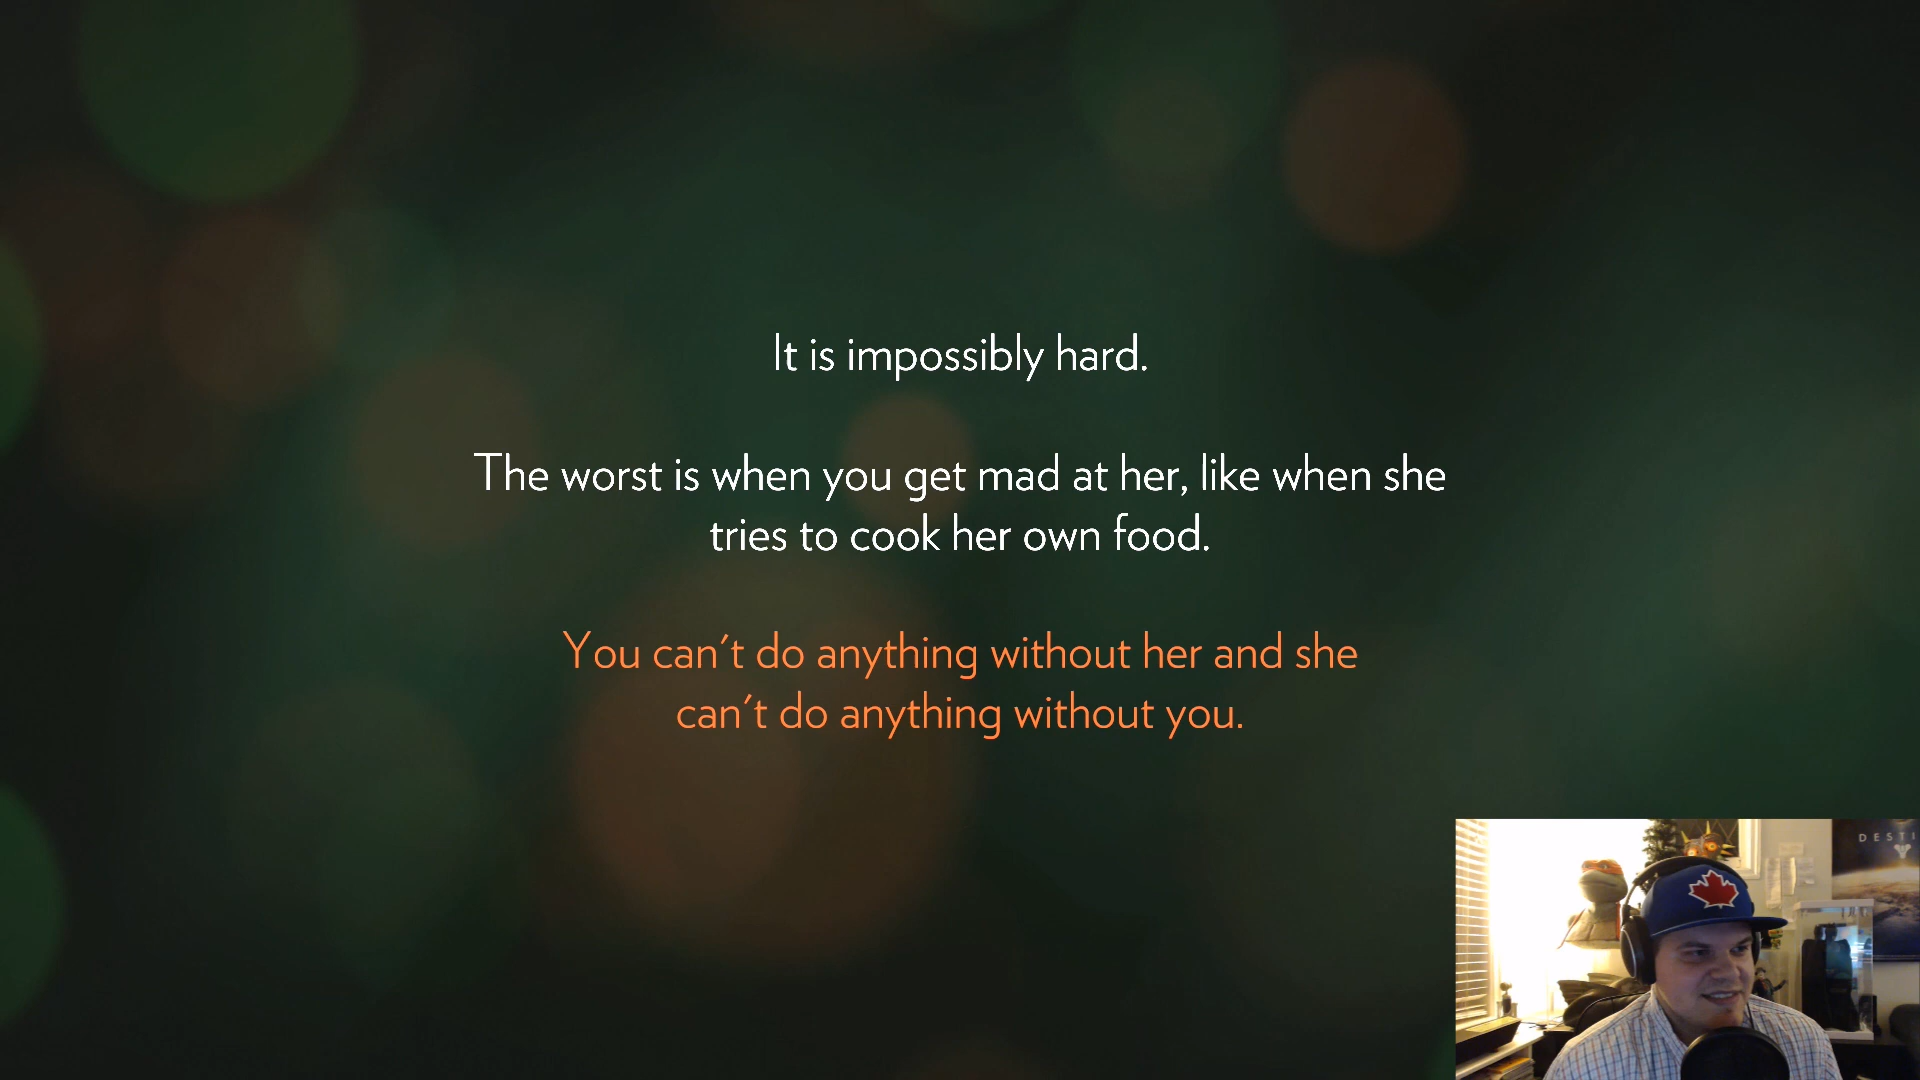 It is impossibly hard.
The worst is when you get mad at her, like when she
tries to cook her own food.
You can't do anything without her and she
can't do anything without you.
DESTI